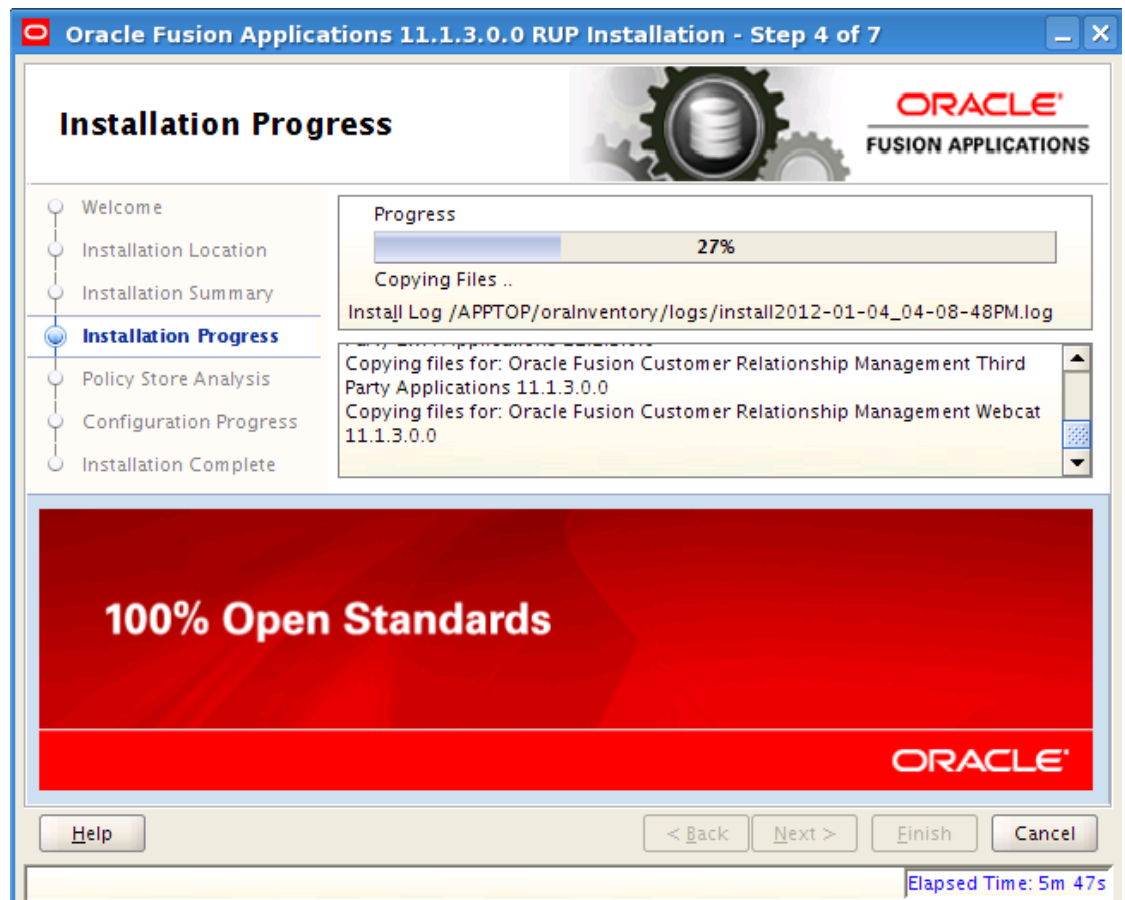 Oracle Fusion Applications 11.1.3.0.0 RUP Installation - Step 4 of 7
Installation Progress
ORACLE
FUSION APPLICATIONS
Welcome
Installation Location
Installation Summary
Installation Progress
Policy Store Analysis
Configuration Progress
Installation Complete
Progress
27%
Copying Files ..
Install Log /APPTOP/oraInventory/logs/install2012-01-04_04-08-48PM.log
Copying files for: Oracle Fusion Customer Relationship Management Third
Party Applications 11.1.3.0.0
Copying files for: Oracle Fusion Customer Relationship Management Webcat
11.1.3.0.0
100% Open Standards
ORACLE
Help
< Back
Next >
Finish
Cancel
Elapsed Time: 5m 47s